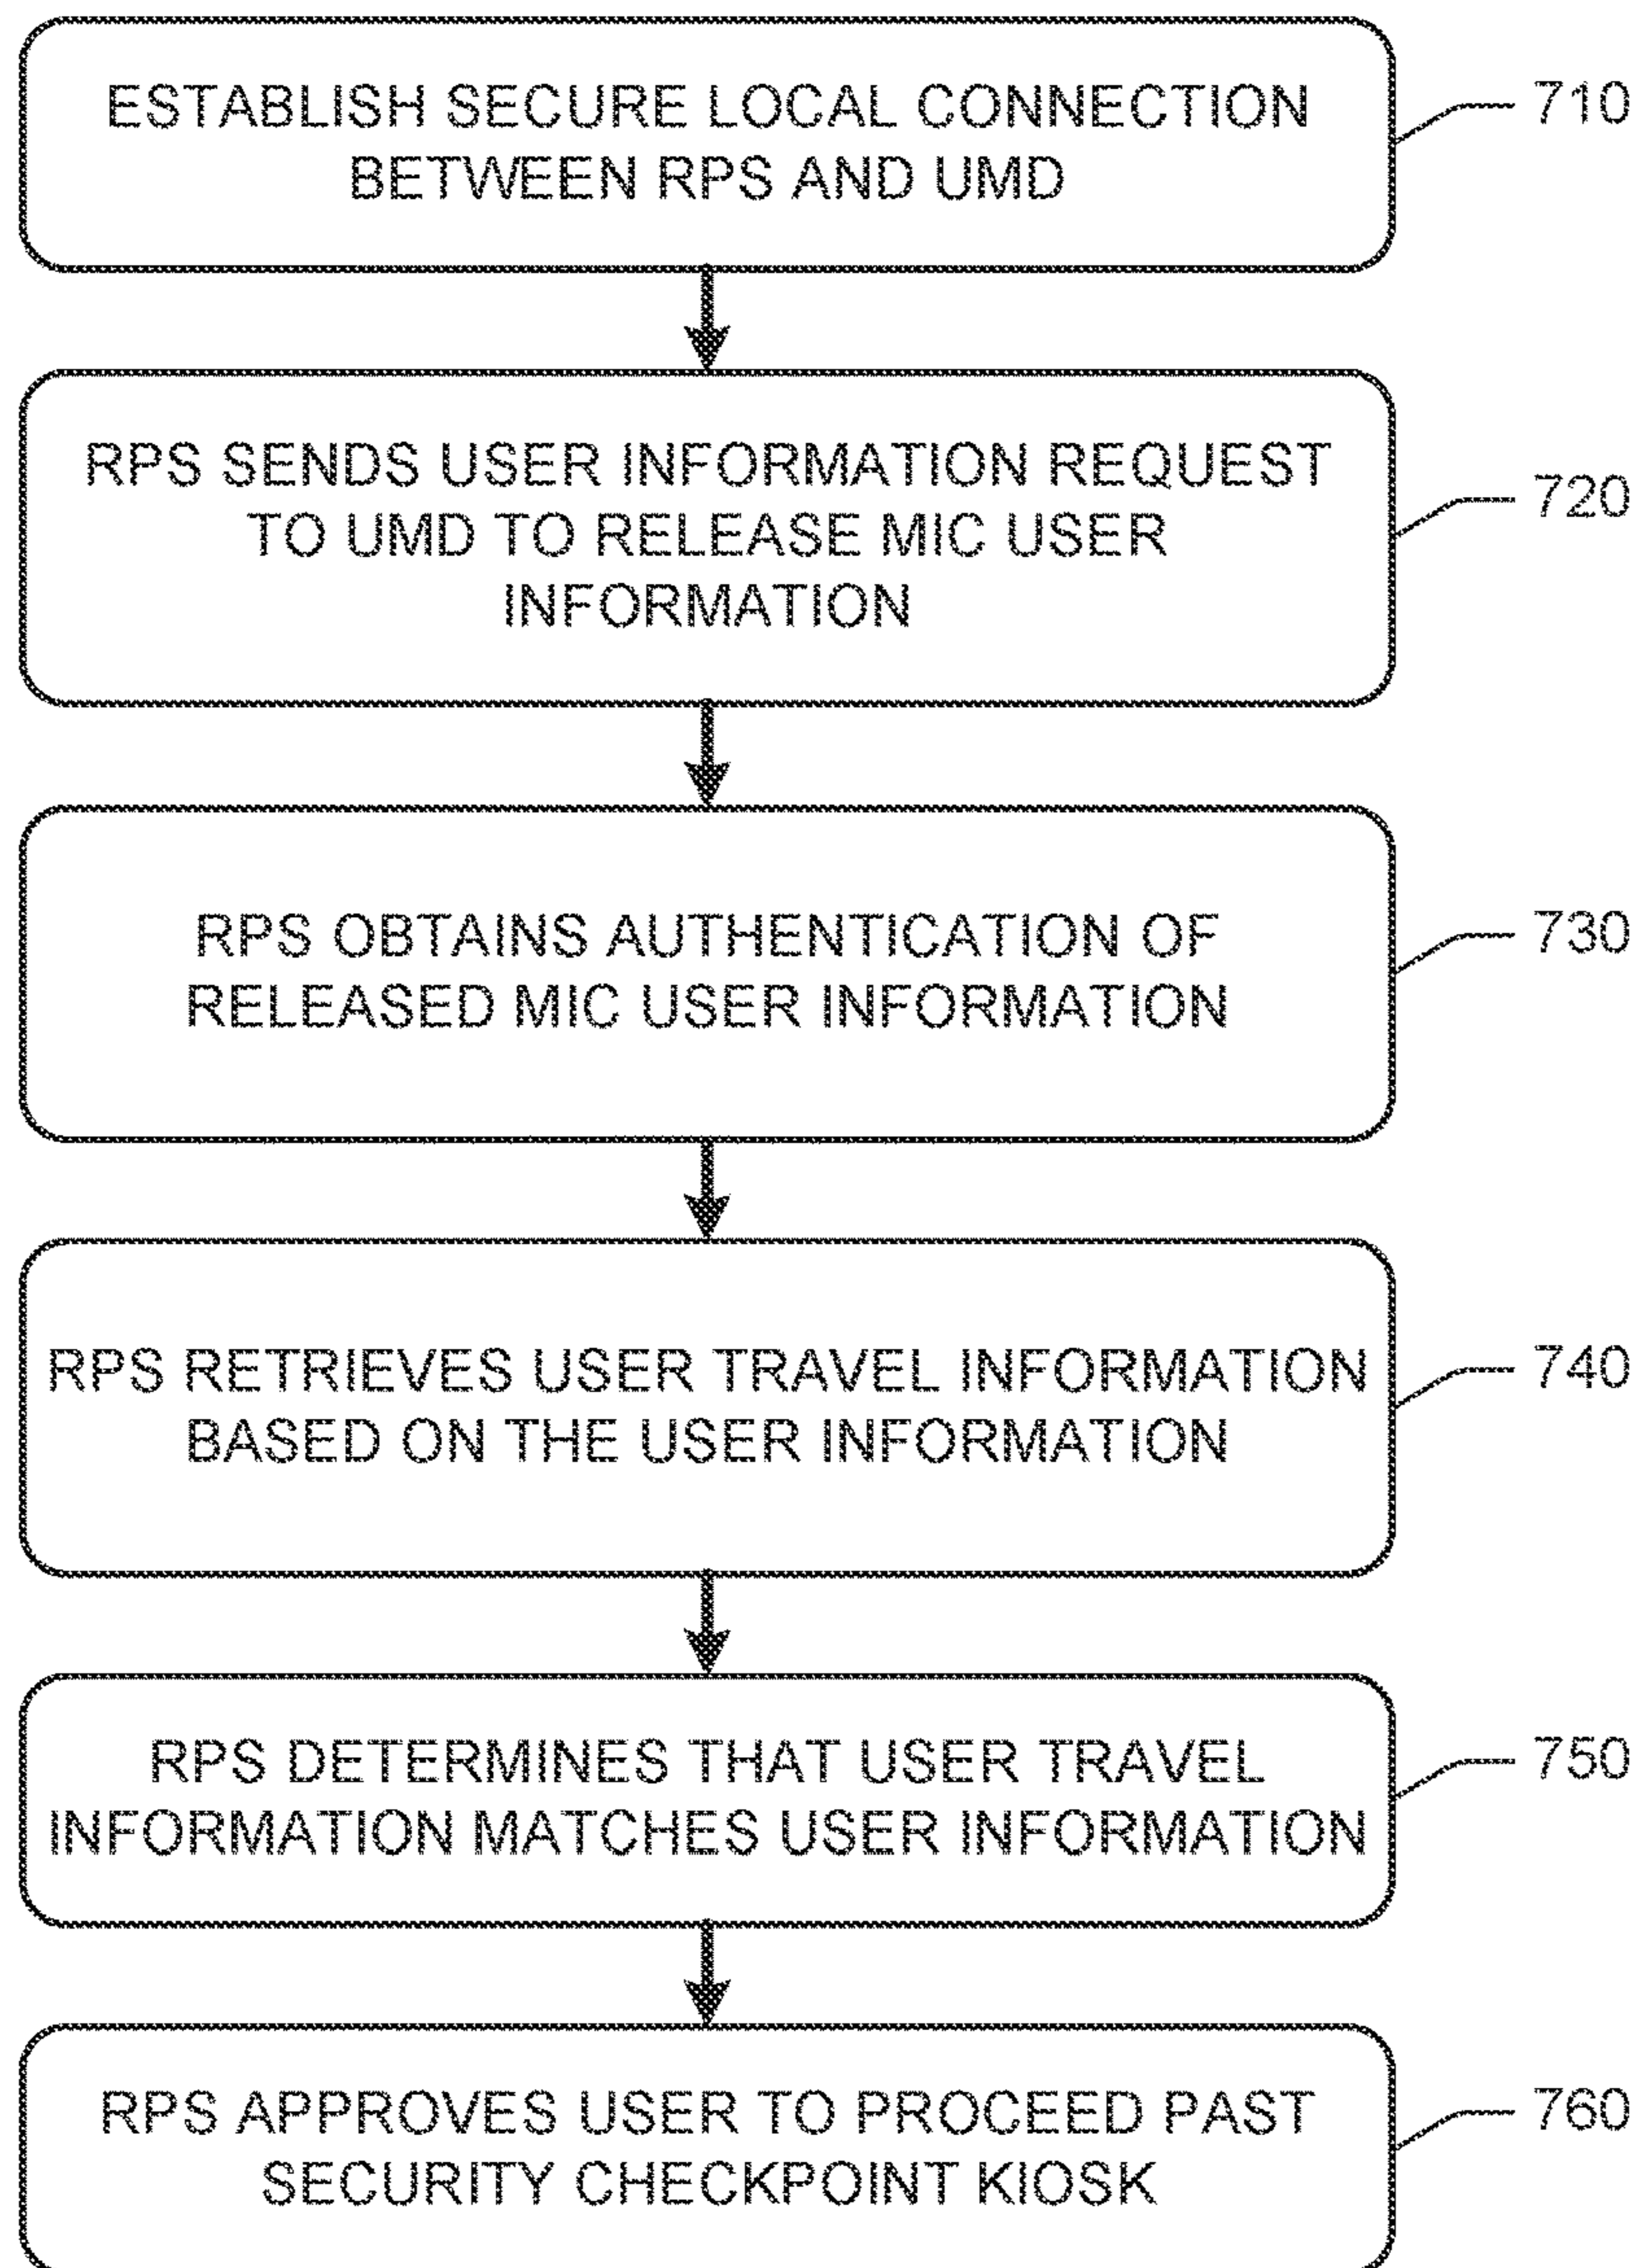 ESTABLISH SECURE LOCAL CONNECTION
BETWEEN RPS AND UMD
710
RPS SENDS USER INFORMATION REQUEST
TO UMD TO RELEASE MIC USER
INFORMATION
720
RPS OBTAINS AUTHENTICATION OF
RELEASED MIC USER INFORMATION
730
RPS RETRIEVES USER TRAVEL INFORMATION
BASED ON THE USER INFORMATION
740
RPS DETERMINES THAT USER TRAVEL
INFORMATION MATCHES USER INFORMATION
750
RPS APPROVES USER TO PROCEED PAST
SECURITY CHECKPOINT KIOSK
760